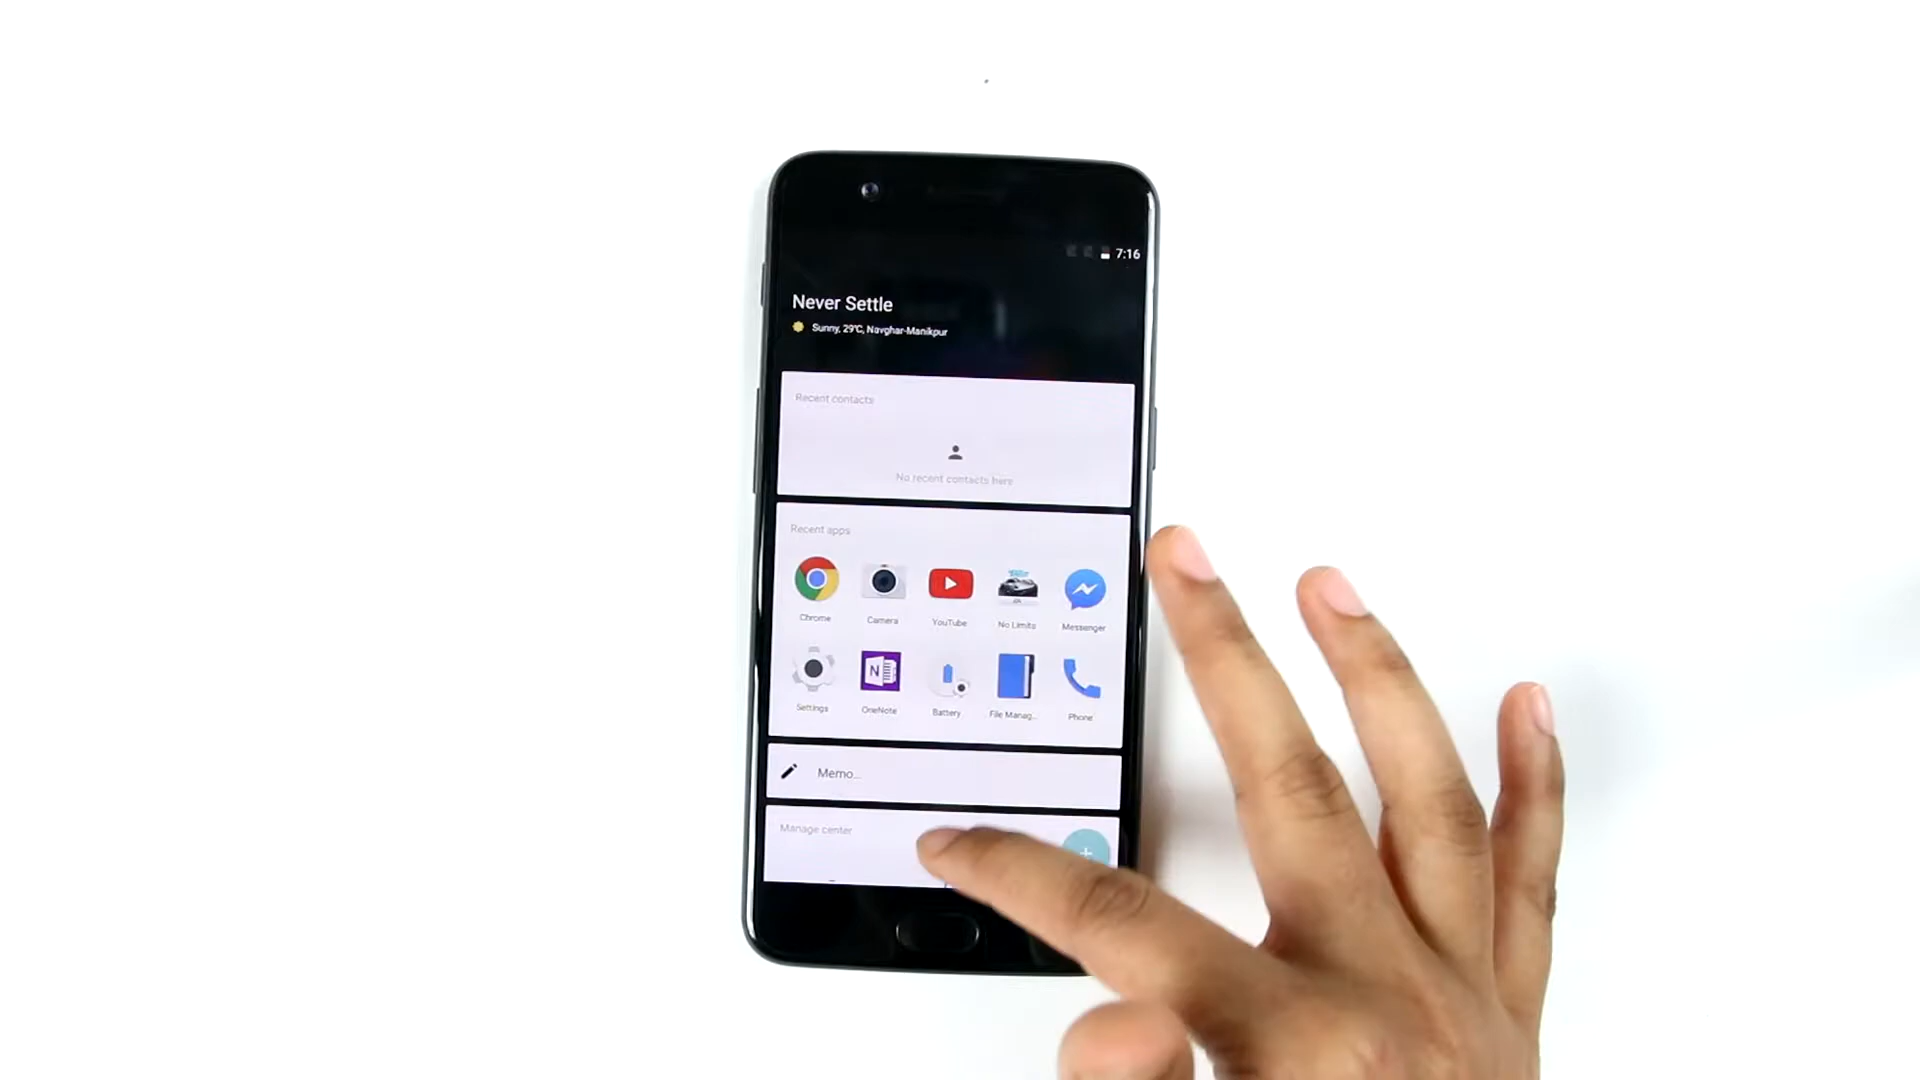 7:16
Never Settle
Sunny, 29°C, Navghar-Manikpur
Recent contacts
No recent contacts here
Recent apps
Chrome
Camera
YouTube
No Limits
Messenger
Settings
OneNote
Battery
File Manag...
Phone
Memo...
Manage center